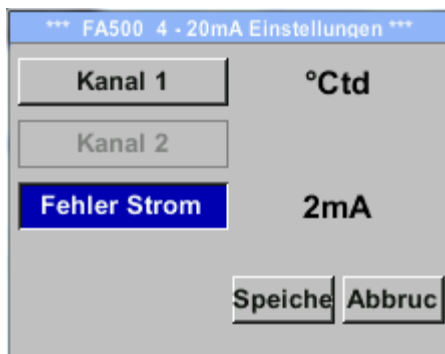 *** FA500 4 - 20mA Einstellungen ***
Kanal 1 °Ctd
Kanal 2
Fehler Strom 2mA
Speiche Abbruc